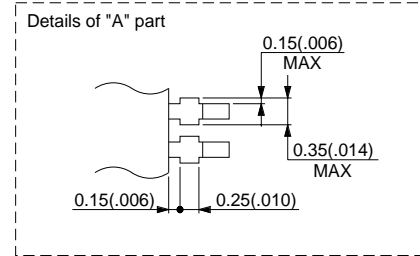 Details of "A" part
0.15(.006)
MAX
0.35(.014)
MAX
0.15(.006)
0.25(.010)